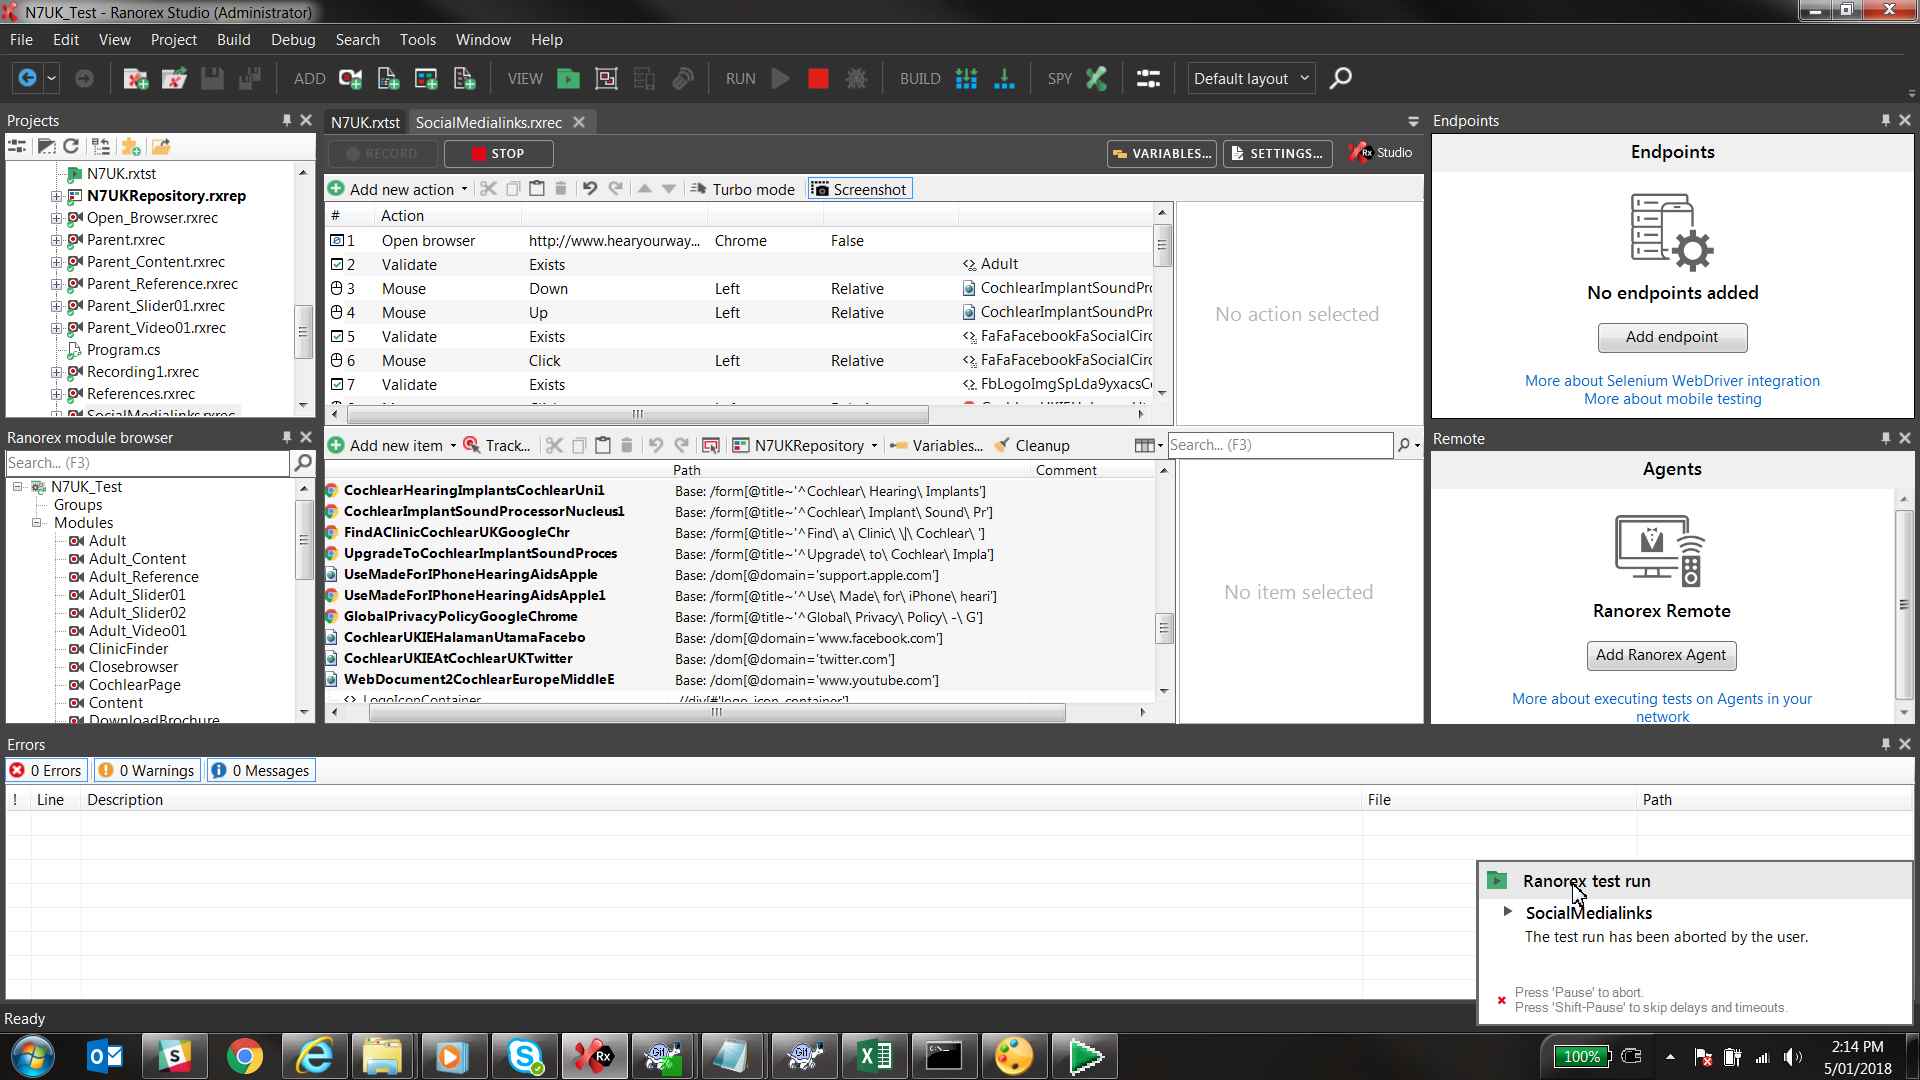 N7UK_Test - Ranorex Studio (Administrator)
File Edit View Project Build Debug Search Tools Window Help
ADD VIEW RUN BUILD SPY Default layout
Projects
N7UK.rxtst
N7UKRepository.rxrep
Open_Browser.rxrec
Parent.rxrec
Parent_Content.rxrec
Parent_Reference.rxrec
Parent_Slider01.rxrec
Parent_Video01.rxrec
Program.cs
Recording1.rxrec
References.rxrec
SocialMedialinks.rxrec
Ranorex module browser
Search... (F3)
N7UK_Test
Groups
Modules
Adult
Adult_Content
Adult_Reference
Adult_Slider01
Adult_Slider02
Adult_Video01
ClinicFinder
Closebrowser
CochlearPage
Content
DownloadBrochure
N7UK.rxtst SocialMedialinks.rxrec
RECORD STOP VARIABLES... SETTINGS... Rx Studio
Add new action Turbo mode Screenshot
# Action
1 Open browser http://www.hearyourway... Chrome False
2 Validate Exists Adult
3 Mouse Down Left Relative CochlearImplantSoundPr
4 Mouse Up Left Relative CochlearImplantSoundPr
5 Validate Exists FaFaFacebookFaSocialCirc
6 Mouse Click Left Relative FaFaFacebookFaSocialCirc
7 Validate Exists FbLogoImgSpLda9yxacsC
No action selected
Add new item Track... N7UKRepository Variables... Cleanup Search... (F3)
Path Comment
CochlearHearingImplantsCochlearUni1 Base: /form[@title~'^Cochlear\ Hearing\ Implants']
CochlearImplantSoundProcessorNucleus1 Base: /form[@title~'^Cochlear\ Implant\ Sound\ Pr']
FindAClinicCochlearUKGoogleChr Base: /form[@title~'^Find\ a\ Clinic\ \|\ Cochlear\ ']
UpgradeToCochlearImplantSoundProces Base: /form[@title~'^Upgrade\ to\ Cochlear\ Impla']
UseMadeForIPhoneHearingAidsApple Base: /dom[@domain='support.apple.com']
UseMadeForIPhoneHearingAidsApple1 Base: /form[@title~'^Use\ Made\ for\ iPhone\ heari']
GlobalPrivacyPolicyGoogleChrome Base: /form[@title~'^Global\ Privacy\ Policy\ -\ G']
CochlearUKIEHalamanUtamaFacebo Base: /dom[@domain='www.facebook.com']
CochlearUKIEAtCochlearUKTwitter Base: /dom[@domain='twitter.com']
WebDocument2CochlearEuropeMiddleE Base: /dom[@domain='www.youtube.com']
LogoIconContainer .//div[#'logo-icon-container']
No item selected
Endpoints
Endpoints
No endpoints added
Add endpoint
More about Selenium WebDriver integration
More about mobile testing
Remote
Agents
Ranorex Remote
Add Ranorex Agent
More about executing tests on Agents in your
network
Errors
0 Errors 0 Warnings 0 Messages
! Line Description File Path
Ranorex test run
SocialMedialinks
The test run has been aborted by the user.
Press 'Pause' to abort.
Press 'Shift-Pause' to skip delays and timeouts.
Ready
100%
2:14 PM
5/01/2018